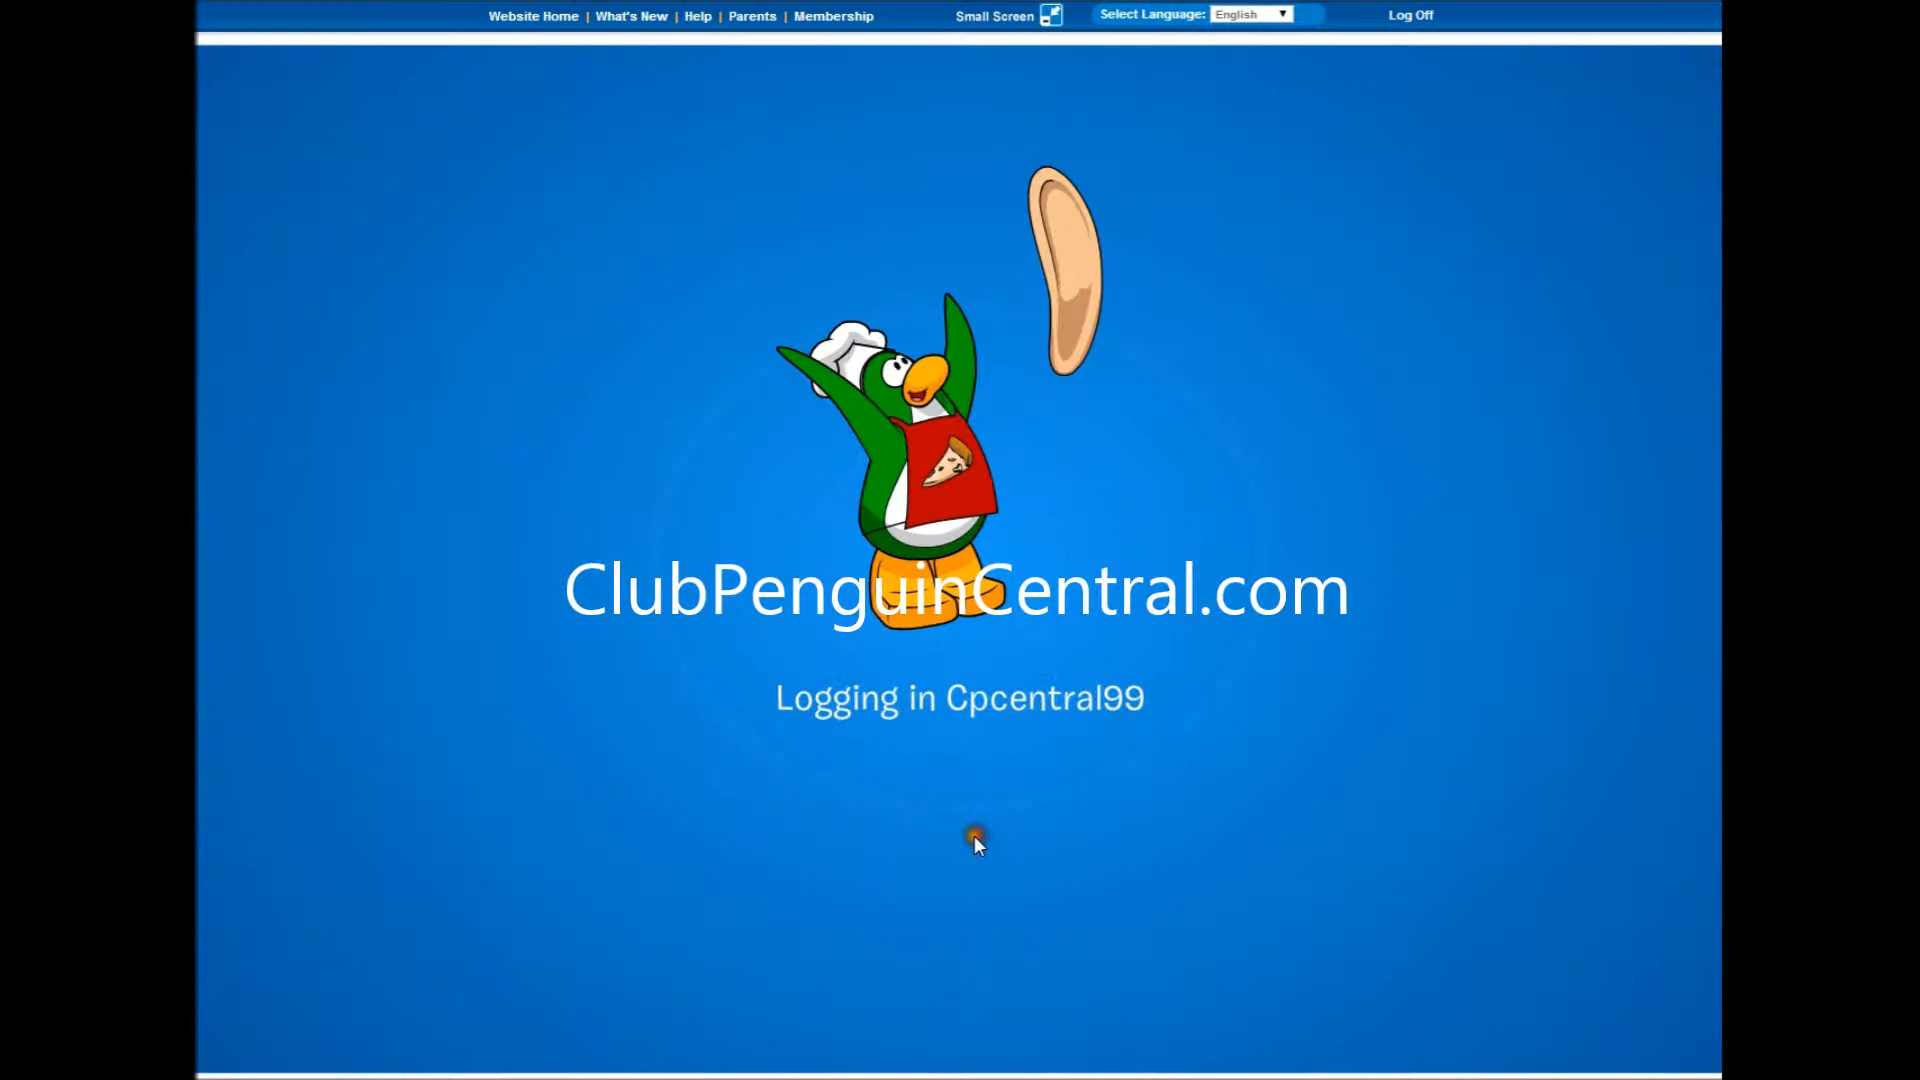 Website Home | What's New | Help | Parents | Membership Small Screen Select Language: English Log Off
ClubPenguinCentral.com
Logging in Cpcentral99